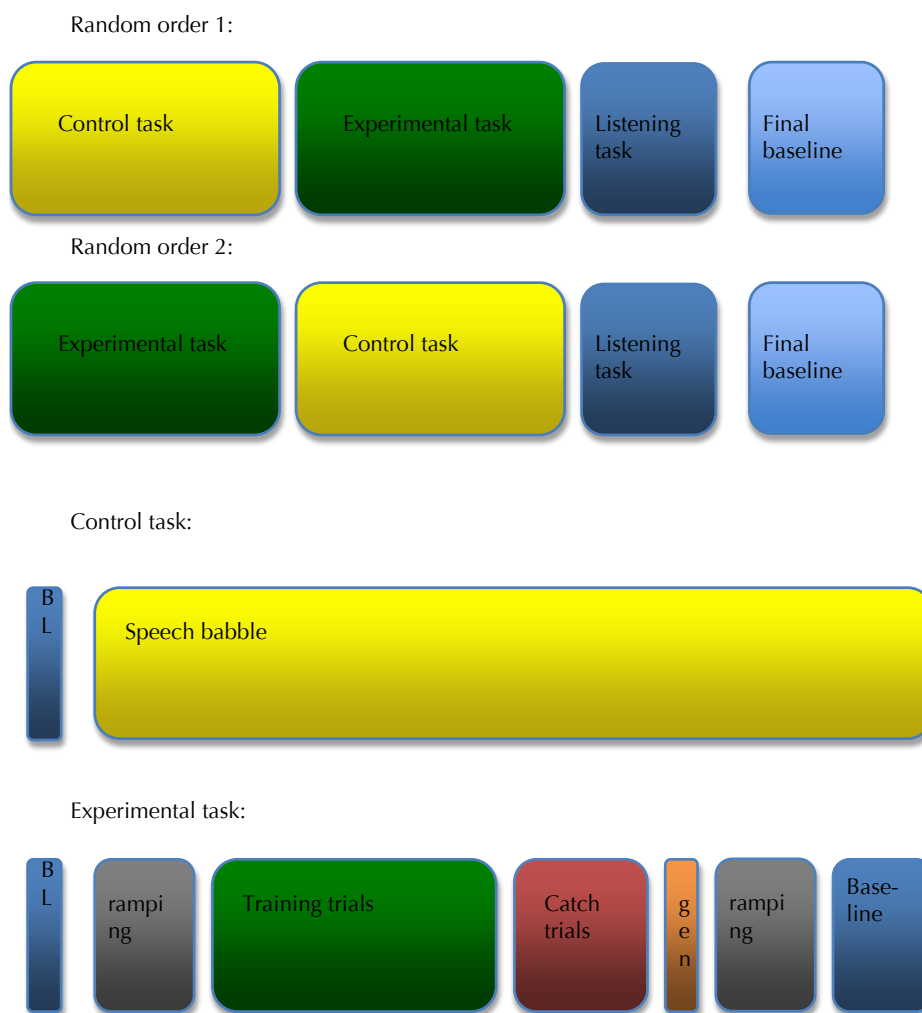 Random order 1:
Control task
Experimental task
Listening
task
Final
baseline
Random order 2:
Experimental task
Control task
Listening
task
Final
baseline
Control task:
B
L
Speech babble
Experimental task:
B
L
rampi
ng
Training trials
Catch
trials
g
e
n
rampi
ng
Base-
line